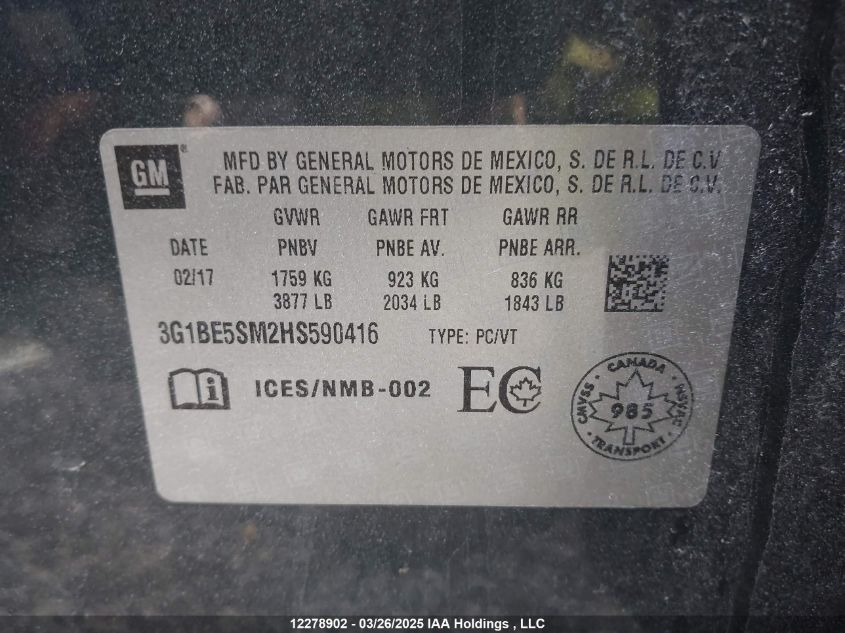 GM®
MFD BY GENERAL MOTORS DE MEXICO, S. DE R.L. DE C.V
FAB. PAR GENERAL MOTORS DE MEXICO, S. DE R.L. DE C.V.
GVWR GAWR FRT GAWR RR
DATE PNBV PNBE AV. PNBE ARR.
02/17 1759 KG 923 KG 836 KG
3877 LB 2034 LB 1843 LB
3G1BE5SM2HS590416 TYPE: PC/VT
i ICES/NMB-002 EC
CANADA
CMVSS 985 NSVAC
TRANSPORT
12278902 - 03/26/2025 IAA Holdings , LLC